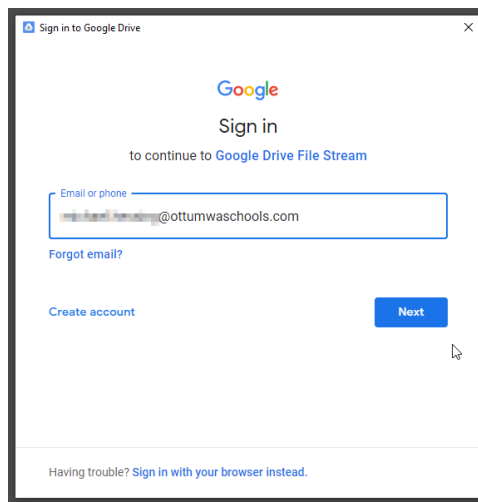 Sign in to Google Drive
Google
Sign in
to continue to Google Drive File Stream
Email or phone
@ottumwaschools.com
Forgot email?
Create account
Next
Having trouble? Sign in with your browser instead.